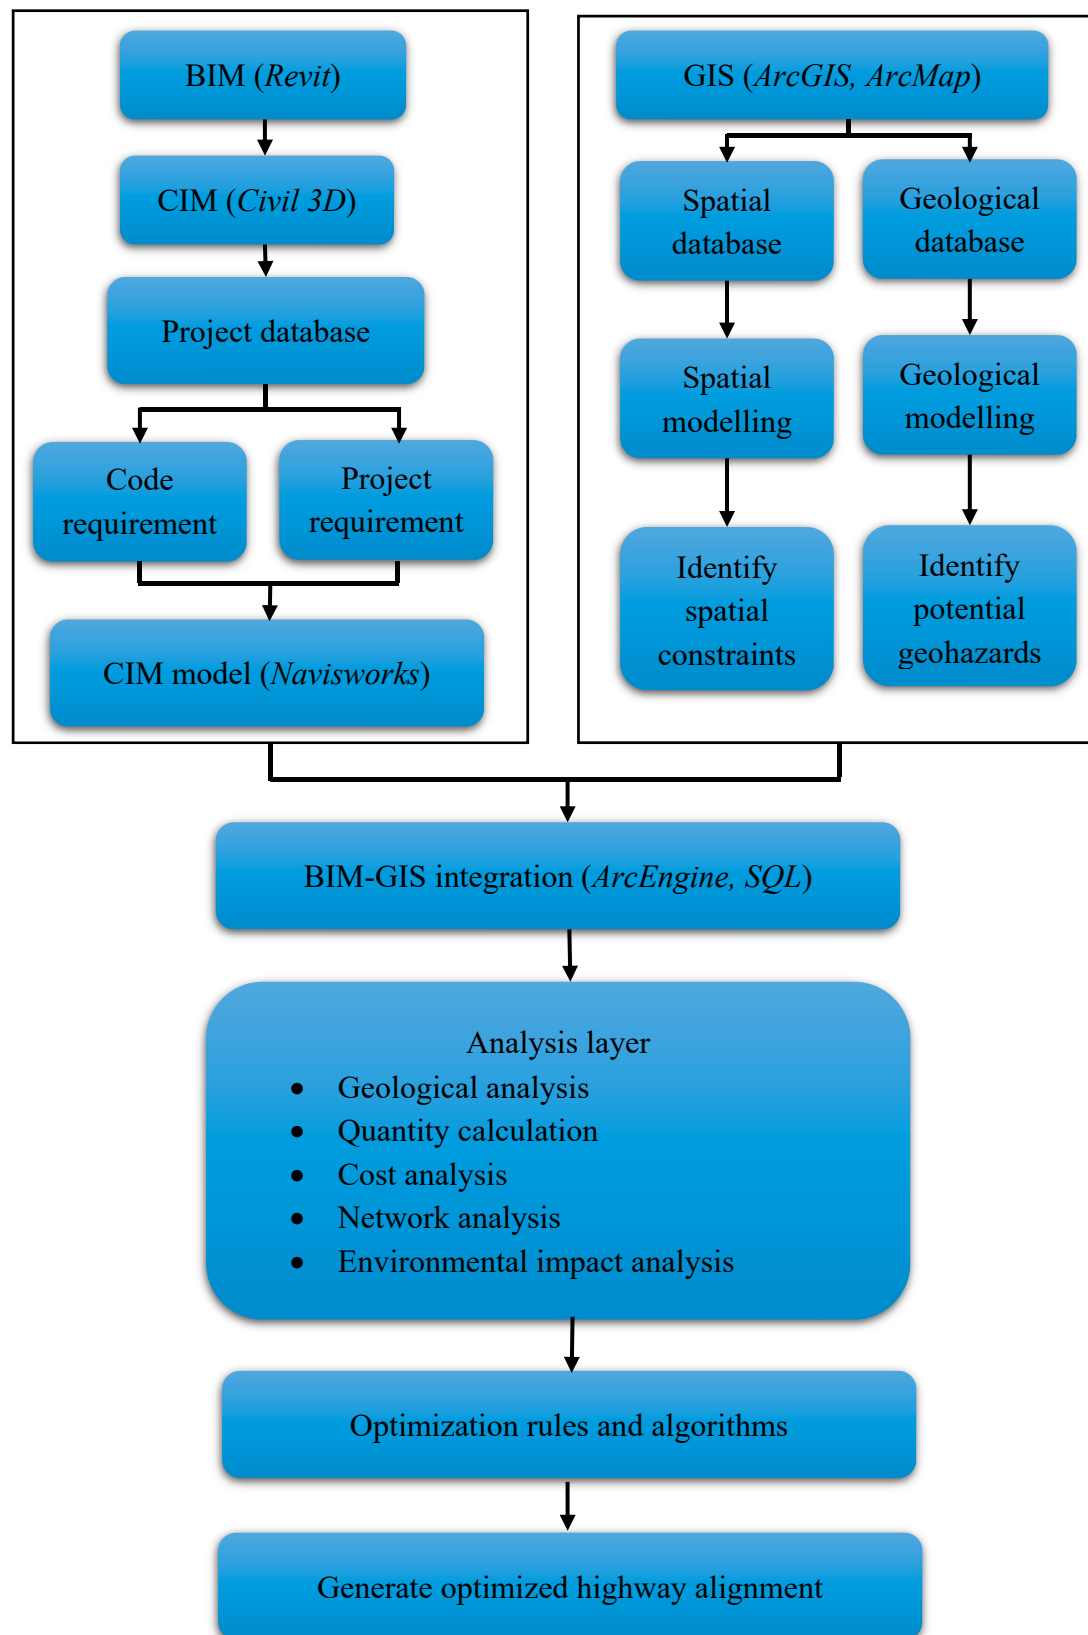 BIM (Revit)
CIM (Civil 3D)
Project database
Code
requirement
Project
requirement
CIM model (Navisworks)
GIS (ArcGIS, ArcMap)
Spatial
database
Geological
database
Spatial
modelling
Geological
modelling
Identify
spatial
constraints
Identify
potential
geohazards
BIM-GIS integration (ArcEngine, SQL)
Analysis layer
• Geological analysis
• Quantity calculation
• Cost analysis
• Network analysis
• Environmental impact analysis
Optimization rules and algorithms
Generate optimized highway alignment